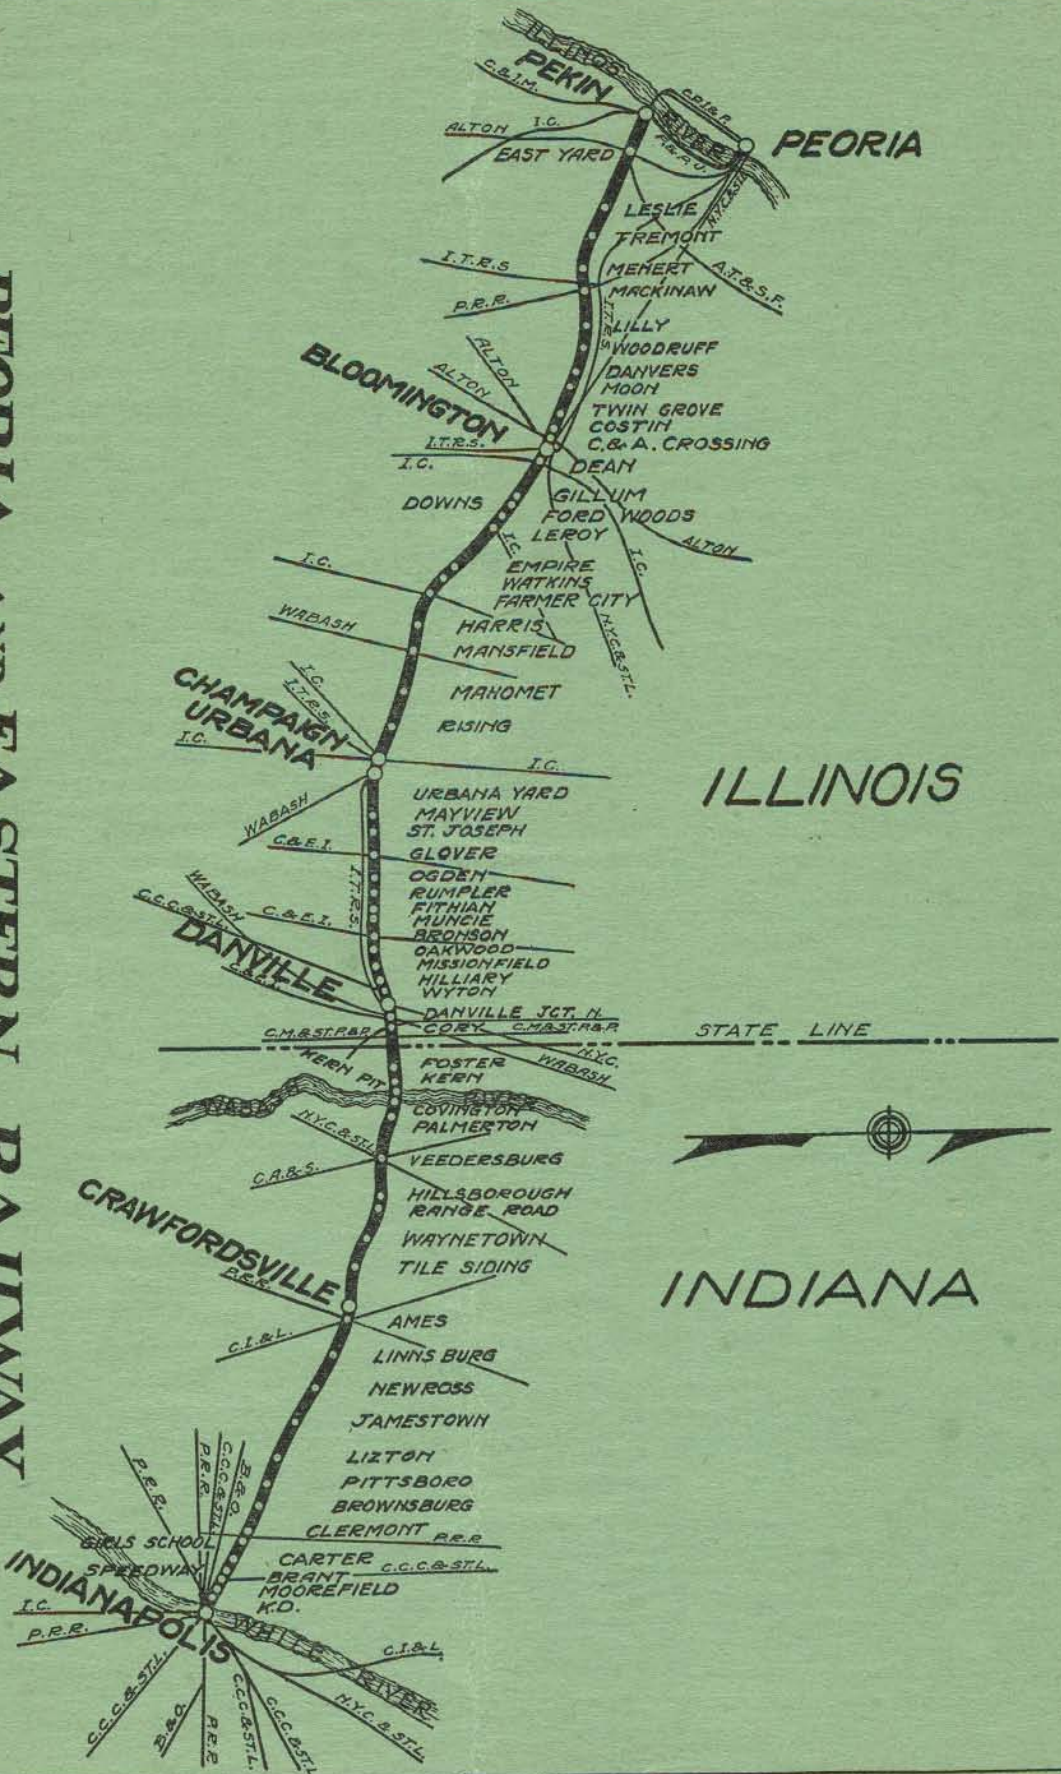 PEORIA AND EASTERN RAILWAY
ILLINOIS
RIVER
PEKIN
C.&I.M.
C.R.I.&P.
PEORIA
I.C.
ALTON
EAST YARD
P.&P.U.
N.Y.C.&ST.L.
LESLIE
FREMONT
I.T.R.S
MENERT
A.T.&S.F.
P.R.R.
MACKINAW
I.T.R.S
LILLY
WOODRUFF
ALTON
DANVERS
ALTON
MOON
BLOOMINGTON
TWIN GROVE
COSTIN
I.T.R.S.
C.& A. CROSSING
I.C.
DEAN
DOWNS
GILLUM
FORD WOODS
I.C.
LEROY
ALTON
I.C.
I.C.
EMPIRE
WATKINS
FARMER CITY
WABASH
HARRIS
N.Y.C.&ST.L.
MANSFIELD
I.C.
I.T.R.S.
MAHOMET
CHAMPAIGN
URBANA
RISING
I.C.
I.C.
ILLINOIS
WABASH
URBANA YARD
MAYVIEW
ST. JOSEPH
C.&E.I.
GLOVER
I.T.R.S.
OGDEN
WABASH
RUMPLER
C.C.C.&ST.L.
C.&E.I.
FITHIAN
MUNCIE
DANVILLE
BRONSON
OAKWOOD
MISSIONFIELD
HILLIARY
WYTON
DANVILLE JCT. N.
C.M.&ST.P.&P.
CORY
C.M.&ST.P.&P.
STATE LINE
N.Y.C.
WABASH
KERN PIT
FOSTER
KERN
WABASH RIVER
COVINGTON
N.Y.C.&ST.L
PALMERTON
C.A.&S.
VEEDERSBURG
HILLSBOROUGH
RANGE ROAD
CRAWFORDSVILLE
WAYNETOWN
TILE SIDING
P.R.R.
INDIANA
AMES
C.I.&L.
LINNSBURG
NEWROSS
JAMESTOWN
LIZTON
P.R.R.
P.R.R.
C.C.C.&ST.L.
B.&O.
PITTSBORO
BROWNSBURG
CLERMONT
P.R.R
GIRLS SCHOOL
CARTER
SPEEDWAY
BRANT
C.C.C.&ST.L.
MOOREFIELD
K.D.
INDIANAPOLIS
I.C.
P.R.R.
WHITE RIVER
C.I.&L
C.C.C.&ST.L.
B.&O.
P.R.R
C.C.C.&ST.L.
C.C.C.&ST.L
N.Y.C.&ST.L.